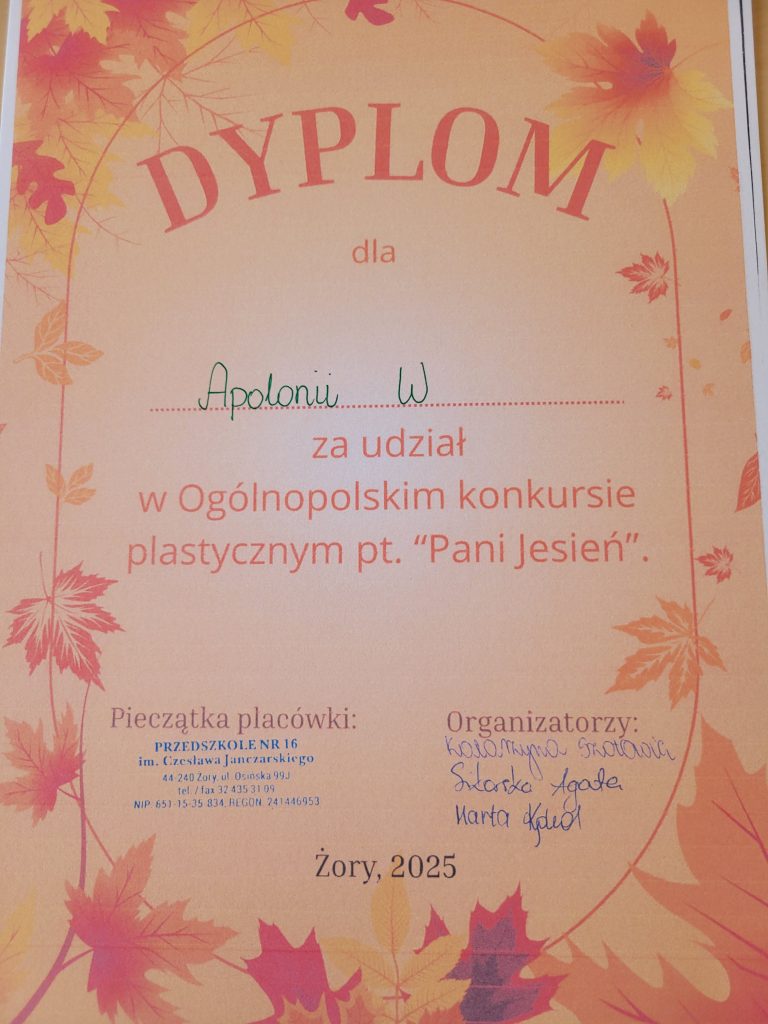 DYPLOM
dla
Apolonii W
za udział
w Ogólnopolskim konkursie
plastycznym pt. “Pani Jesień”.
Pieczątka placówki:
PRZEDSZKOLE NR 16
im. Czesława Janczarskiego
44-240 Żory, ul. Osińska 99J
tel. / fax 32 435 31 09
NIP: 651-15-35-834, REGON: 241446953
Organizatorzy:
Katarzyna
Sikorska Agata
Marta
Żory, 2025